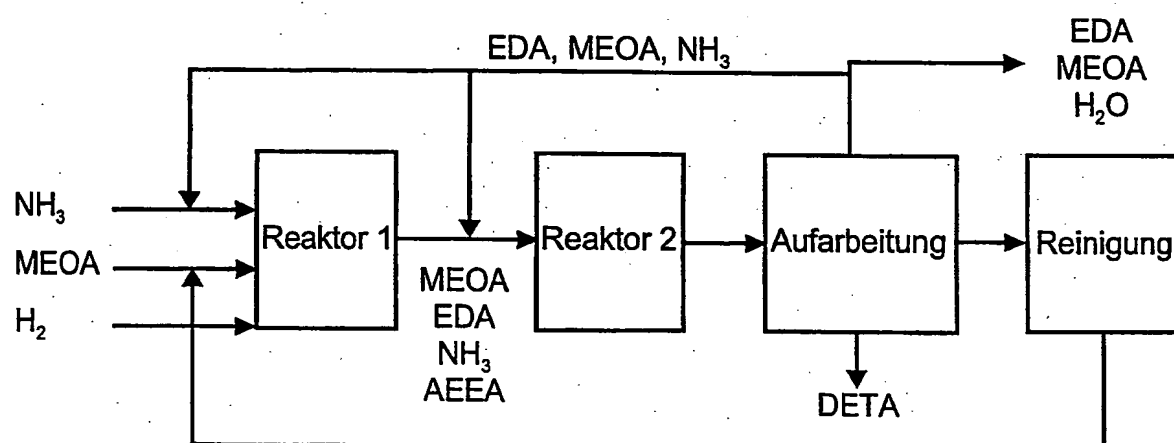 EDA, MEOA, NH₃
EDA
MEOA
H₂O
NH₃
MEOA
H₂
Reaktor 1
MEOA
EDA
NH₃
AEEA
Reaktor 2
Aufarbeitung
DETA
Reinigung